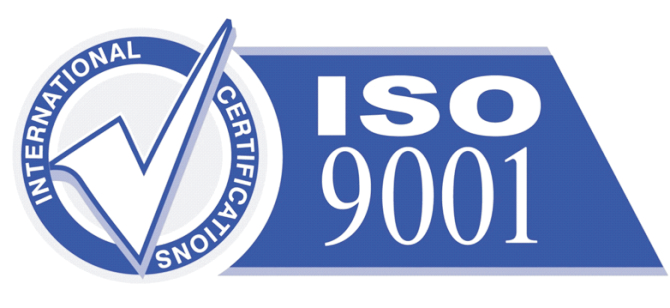 INTERNATIONAL CERTIFICATIONS
ISO
9001